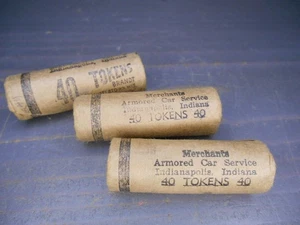 40 TOKENS
BRANDT
Merchants
Armored Car Service
Indianapolis, Indiana
40 TOKENS 40
Merchants
Armored Car Service
Indianapolis, Indiana
40 TOKENS 40